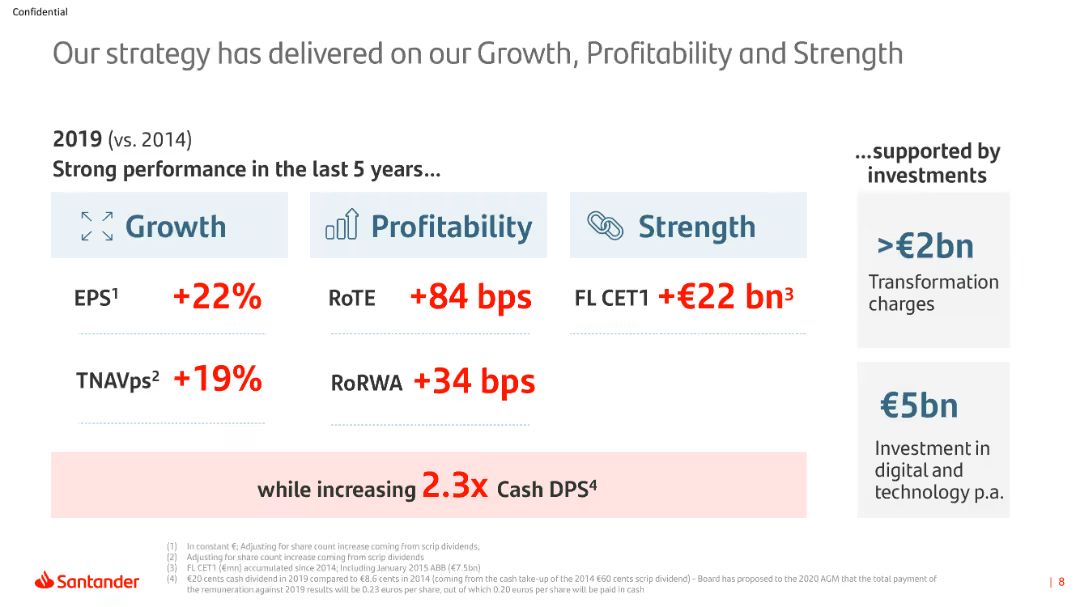 Confidential
Our strategy has delivered on our Growth, Profitability and Strength
2019 (vs. 2014)
Strong performance in the last 5 years...
Growth
EPS¹ +22%
TNAVps² +19%
Profitability
RoTE +84 bps
RoRWA +34 bps
Strength
FL CET1 +€22 bn³
while increasing 2.3x Cash DPS⁴
...supported by
investments
>€2bn
Transformation
charges
€5bn
Investment in
digital and
technology p.a.
(1) In constant €; Adjusting for share count increase coming from scrip dividends,
(2) Adjusting for share count increase coming from scrip dividends
(3) FL CET1 (€mn) accumulated since 2014; Including January 2015 ABB (€7.5bn)
(4) €20 cents cash dividend in 2019 compared to €8.6 cents in 2014 (coming from the cash take-up of the 2014 €60 cents scrip dividend) - Board has proposed to the 2020 AGM that the total payment of
the remuneration against 2019 results will be 0.23 euros per share, out of which 0.20 euros per share will be paid in cash
Santander
| 8